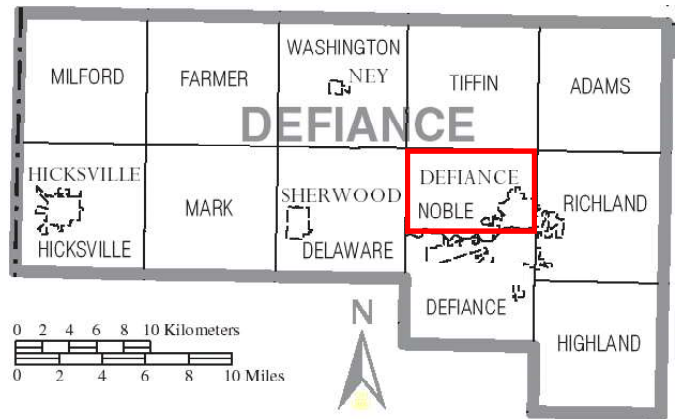 WASHINGTON
MILFORD FARMER NEY TIFFIN ADAMS
DEFIANCE
HICKSVILLE SHERWOOD DEFIANCE
MARK NOBLE RICHLAND
HICKSVILLE DELAWARE
DEFIANCE
N
HIGHLAND
0 2 4 6 8 10 Kilometers
0 2 4 6 8 10 Miles